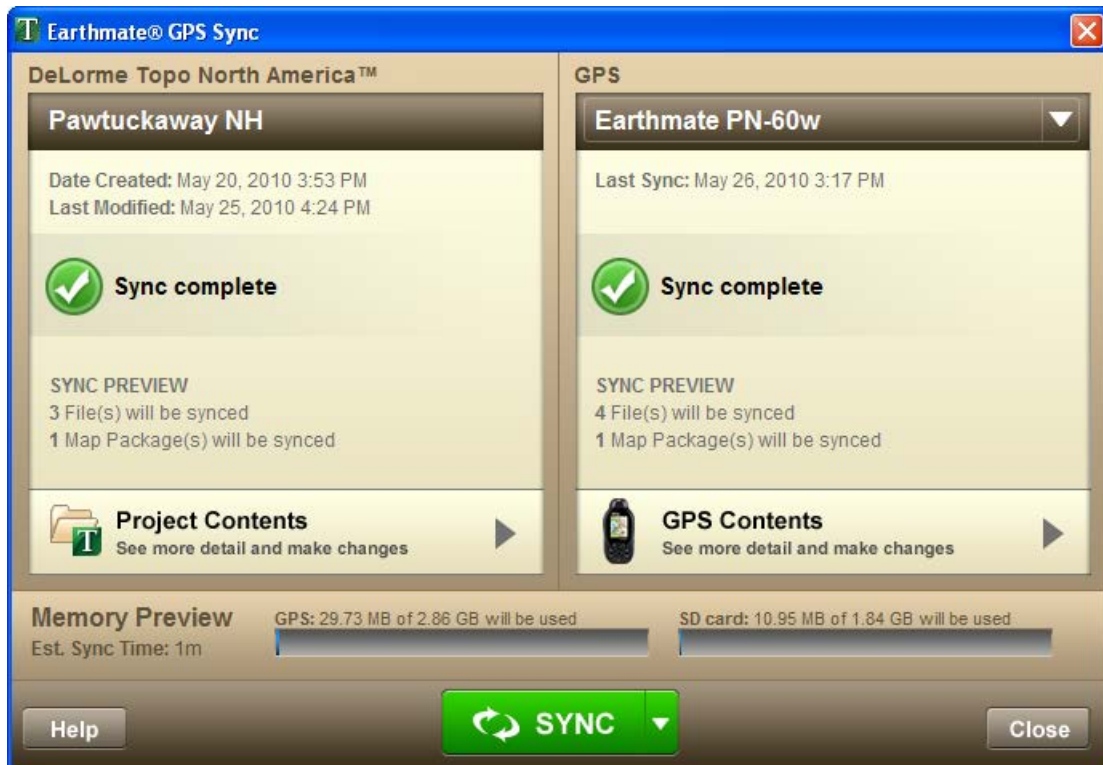 Earthmate® GPS Sync
DeLorme Topo North America™
Pawtuckaway NH
Date Created: May 20, 2010 3:53 PM
Last Modified: May 25, 2010 4:24 PM
Sync complete
SYNC PREVIEW
3 File(s) will be synced
1 Map Package(s) will be synced
Project Contents
See more detail and make changes
GPS
Earthmate PN-60w
Last Sync: May 26, 2010 3:17 PM
Sync complete
SYNC PREVIEW
4 File(s) will be synced
1 Map Package(s) will be synced
GPS Contents
See more detail and make changes
Memory Preview
Est. Sync Time: 1m
GPS: 29.73 MB of 2.86 GB will be used
SD card: 10.95 MB of 1.84 GB will be used
Help
SYNC
Close